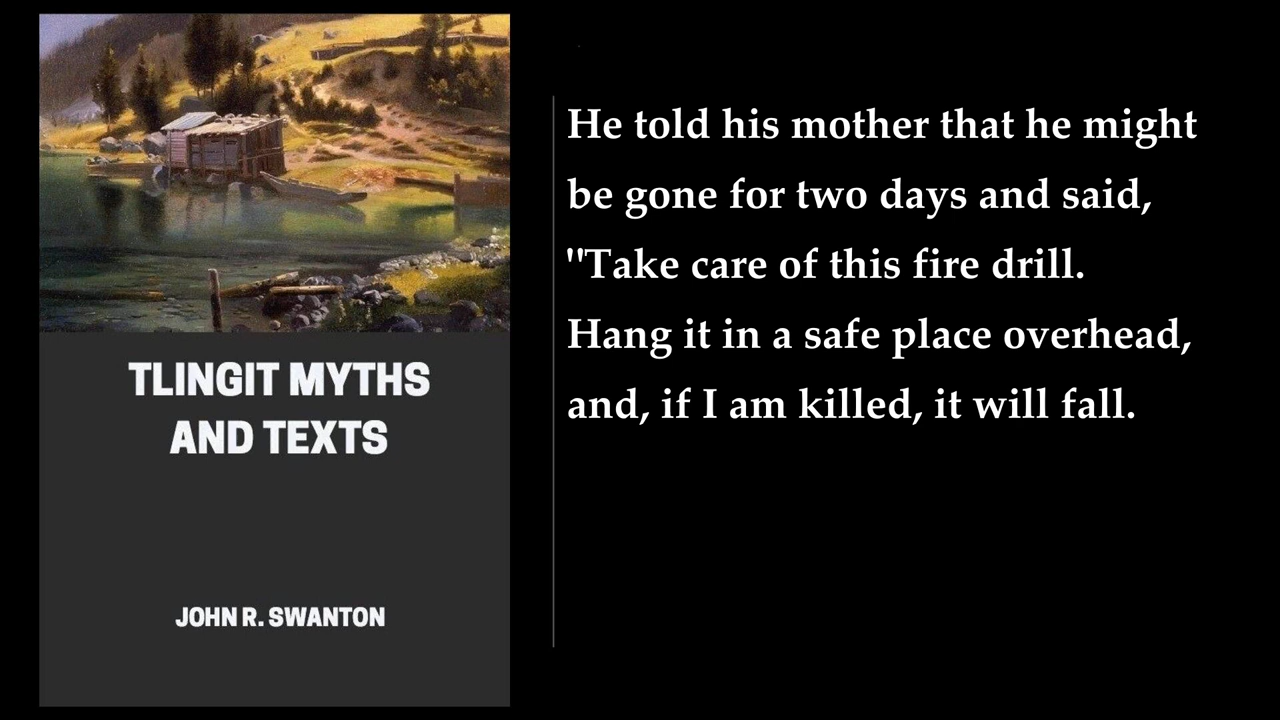 TLINGIT MYTHS
AND TEXTS
JOHN R. SWANTON
He told his mother that he might
be gone for two days and said,
"Take care of this fire drill.
Hang it in a safe place overhead,
and, if I am killed, it will fall.